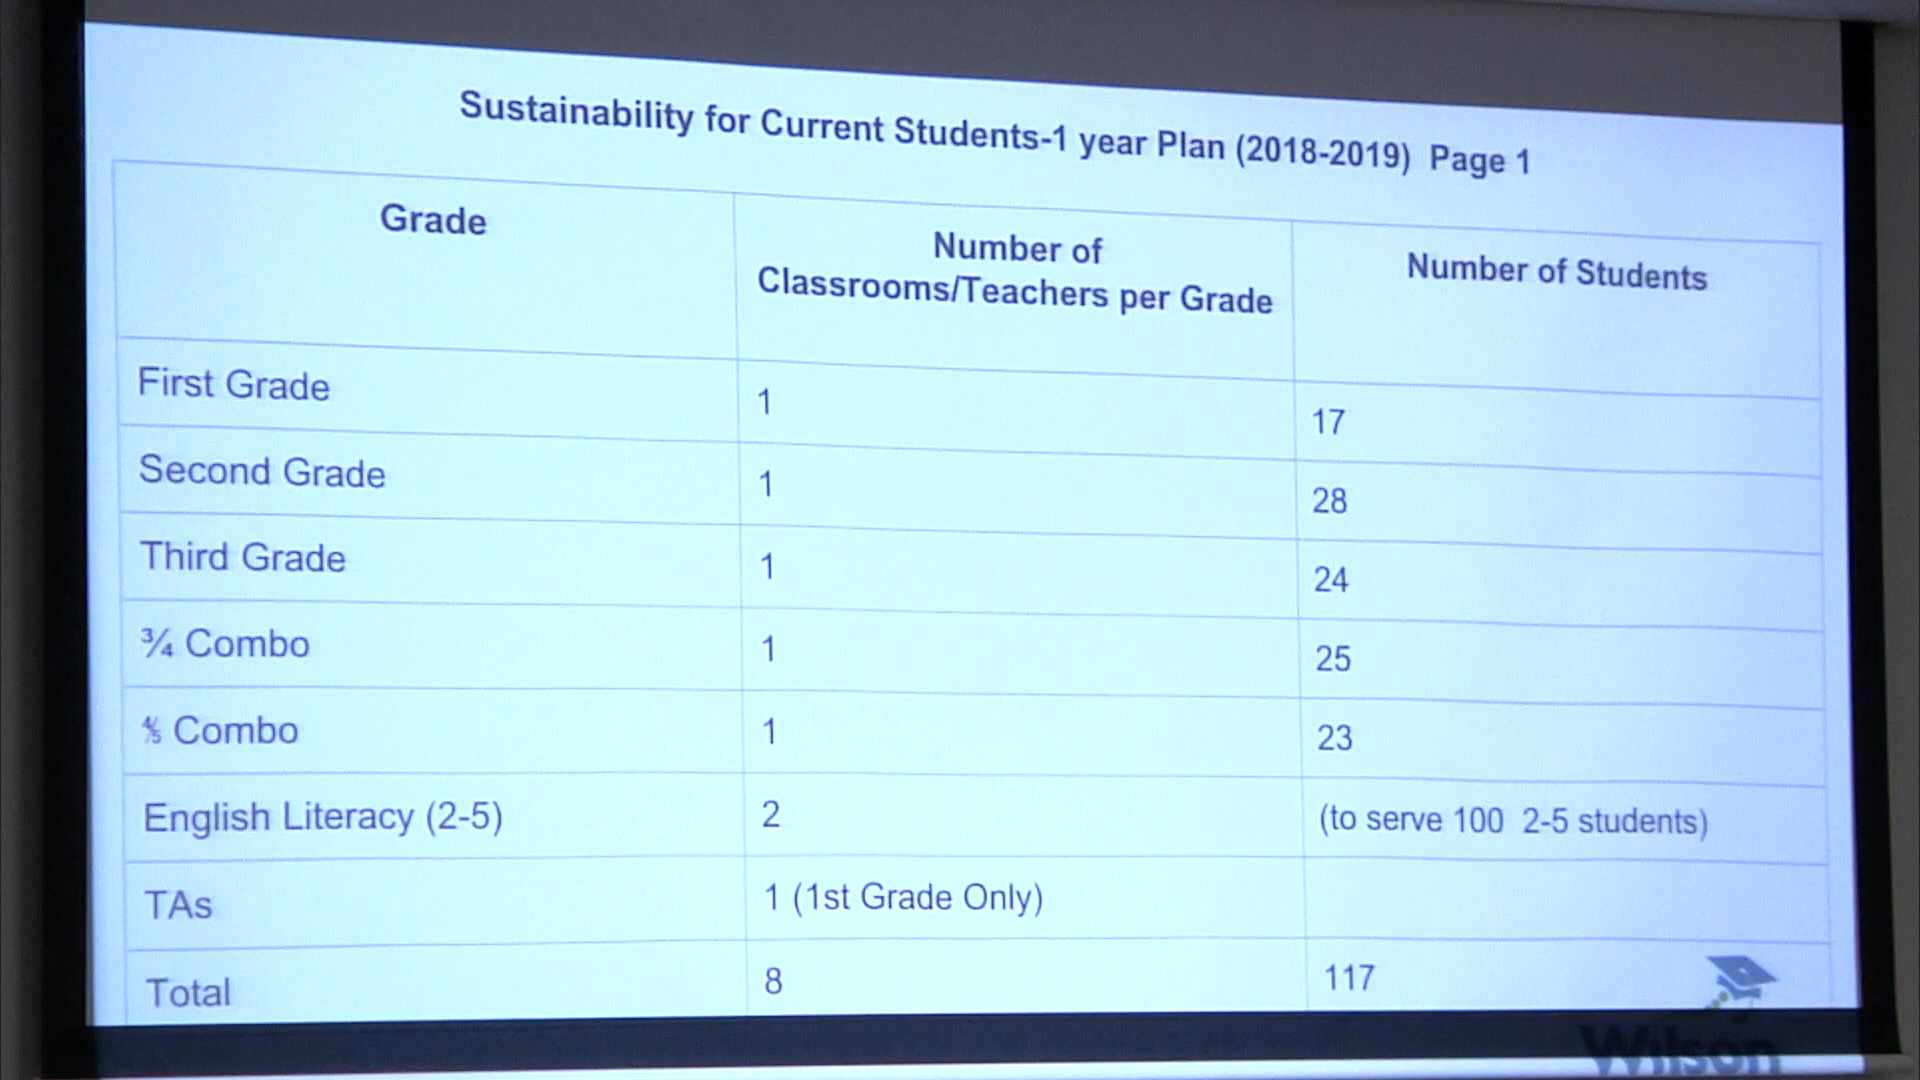 Sustainability for Current Students-1 year Plan (2018-2019) Page 1
Grade
Number of
Classrooms/Teachers per Grade
Number of Students
First Grade 1 17
Second Grade 1 28
Third Grade 1 24
¾ Combo 1 25
⅘ Combo 1 23
English Literacy (2-5) 2 (to serve 100 2-5 students)
TAs 1 (1st Grade Only)
Total 8 117
Wilson